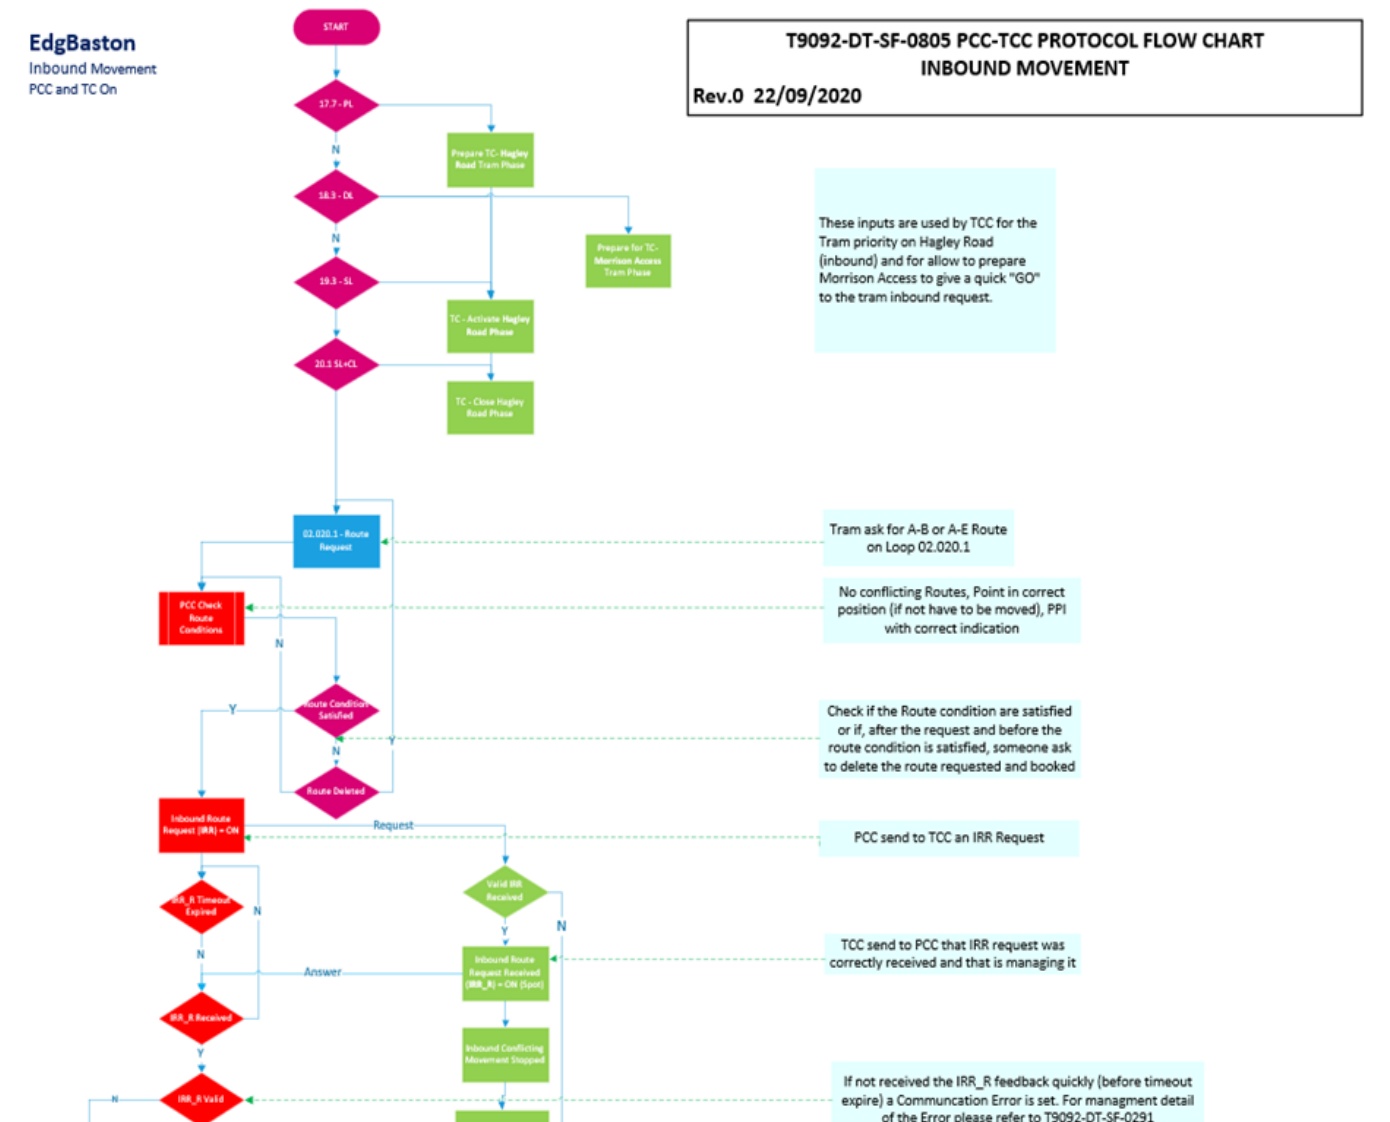 EdgBaston
Inbound Movement
PCC and TC On
START
T9092-DT-SF-0805 PCC-TCC PROTOCOL FLOW CHART
INBOUND MOVEMENT
Rev.0 22/09/2020
17.7 - PL
N
Prepare TC- Hagley
Road Tram Phase
18.3 - DL
N
Prepare for TC-
Morrison Access
Tram Phase
These inputs are used by TCC for the
Tram priority on Hagley Road
(inbound) and for allow to prepare
Morrison Access to give a quick "GO"
to the tram inbound request.
19.3 - SL
TC - Activate Hagley
Road Phase
20.1 SL+CL
TC - Close Hagley
Road Phase
02.020.1 - Route
Request
Tram ask for A-B or A-E Route
on Loop 02.020.1
PCC Check
Route
Conditions
No conflicting Routes, Point in correct
position (if not have to be moved), PPI
with correct indication
N
Route Condition
Satisfied
Y
Y
N
Check if the Route condition are satisfied
or if, after the request and before the
route condition is satisfied, someone ask
to delete the route requested and booked
Route Deleted
Inbound Route
Request (IRR) = ON
Request
PCC send to TCC an IRR Request
Valid IRR
Received
IRR_R Timeout
Expired
N
N
Y
N
Inbound Route
Request Received
(IRR_R) = ON (Spot)
TCC send to PCC that IRR request was
correctly received and that is managing it
Answer
IRR_R Received
Y
Inbound Conflicting
Movement Stopped
IRR_R Valid
N
If not received the IRR_R feedback quickly (before timeout
expire) a Communcation Error is set. For managment detail
of the Error please refer to T9092-DT-SF-0291